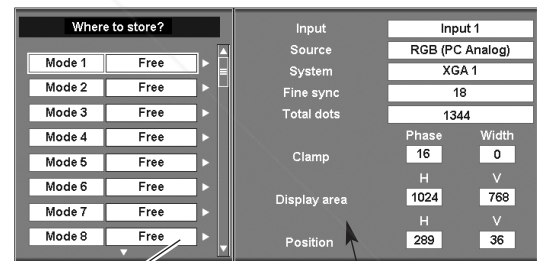 Where to store?
Mode 1 Free
Mode 2 Free
Mode 3 Free
Mode 4 Free
Mode 5 Free
Mode 6 Free
Mode 7 Free
Mode 8 Free
Input Input 1
Source RGB (PC Analog)
System XGA 1
Fine sync 18
Total dots 1344
Phase Width
Clamp 16 0
H V
Display area 1024 768
H V
Position 289 36